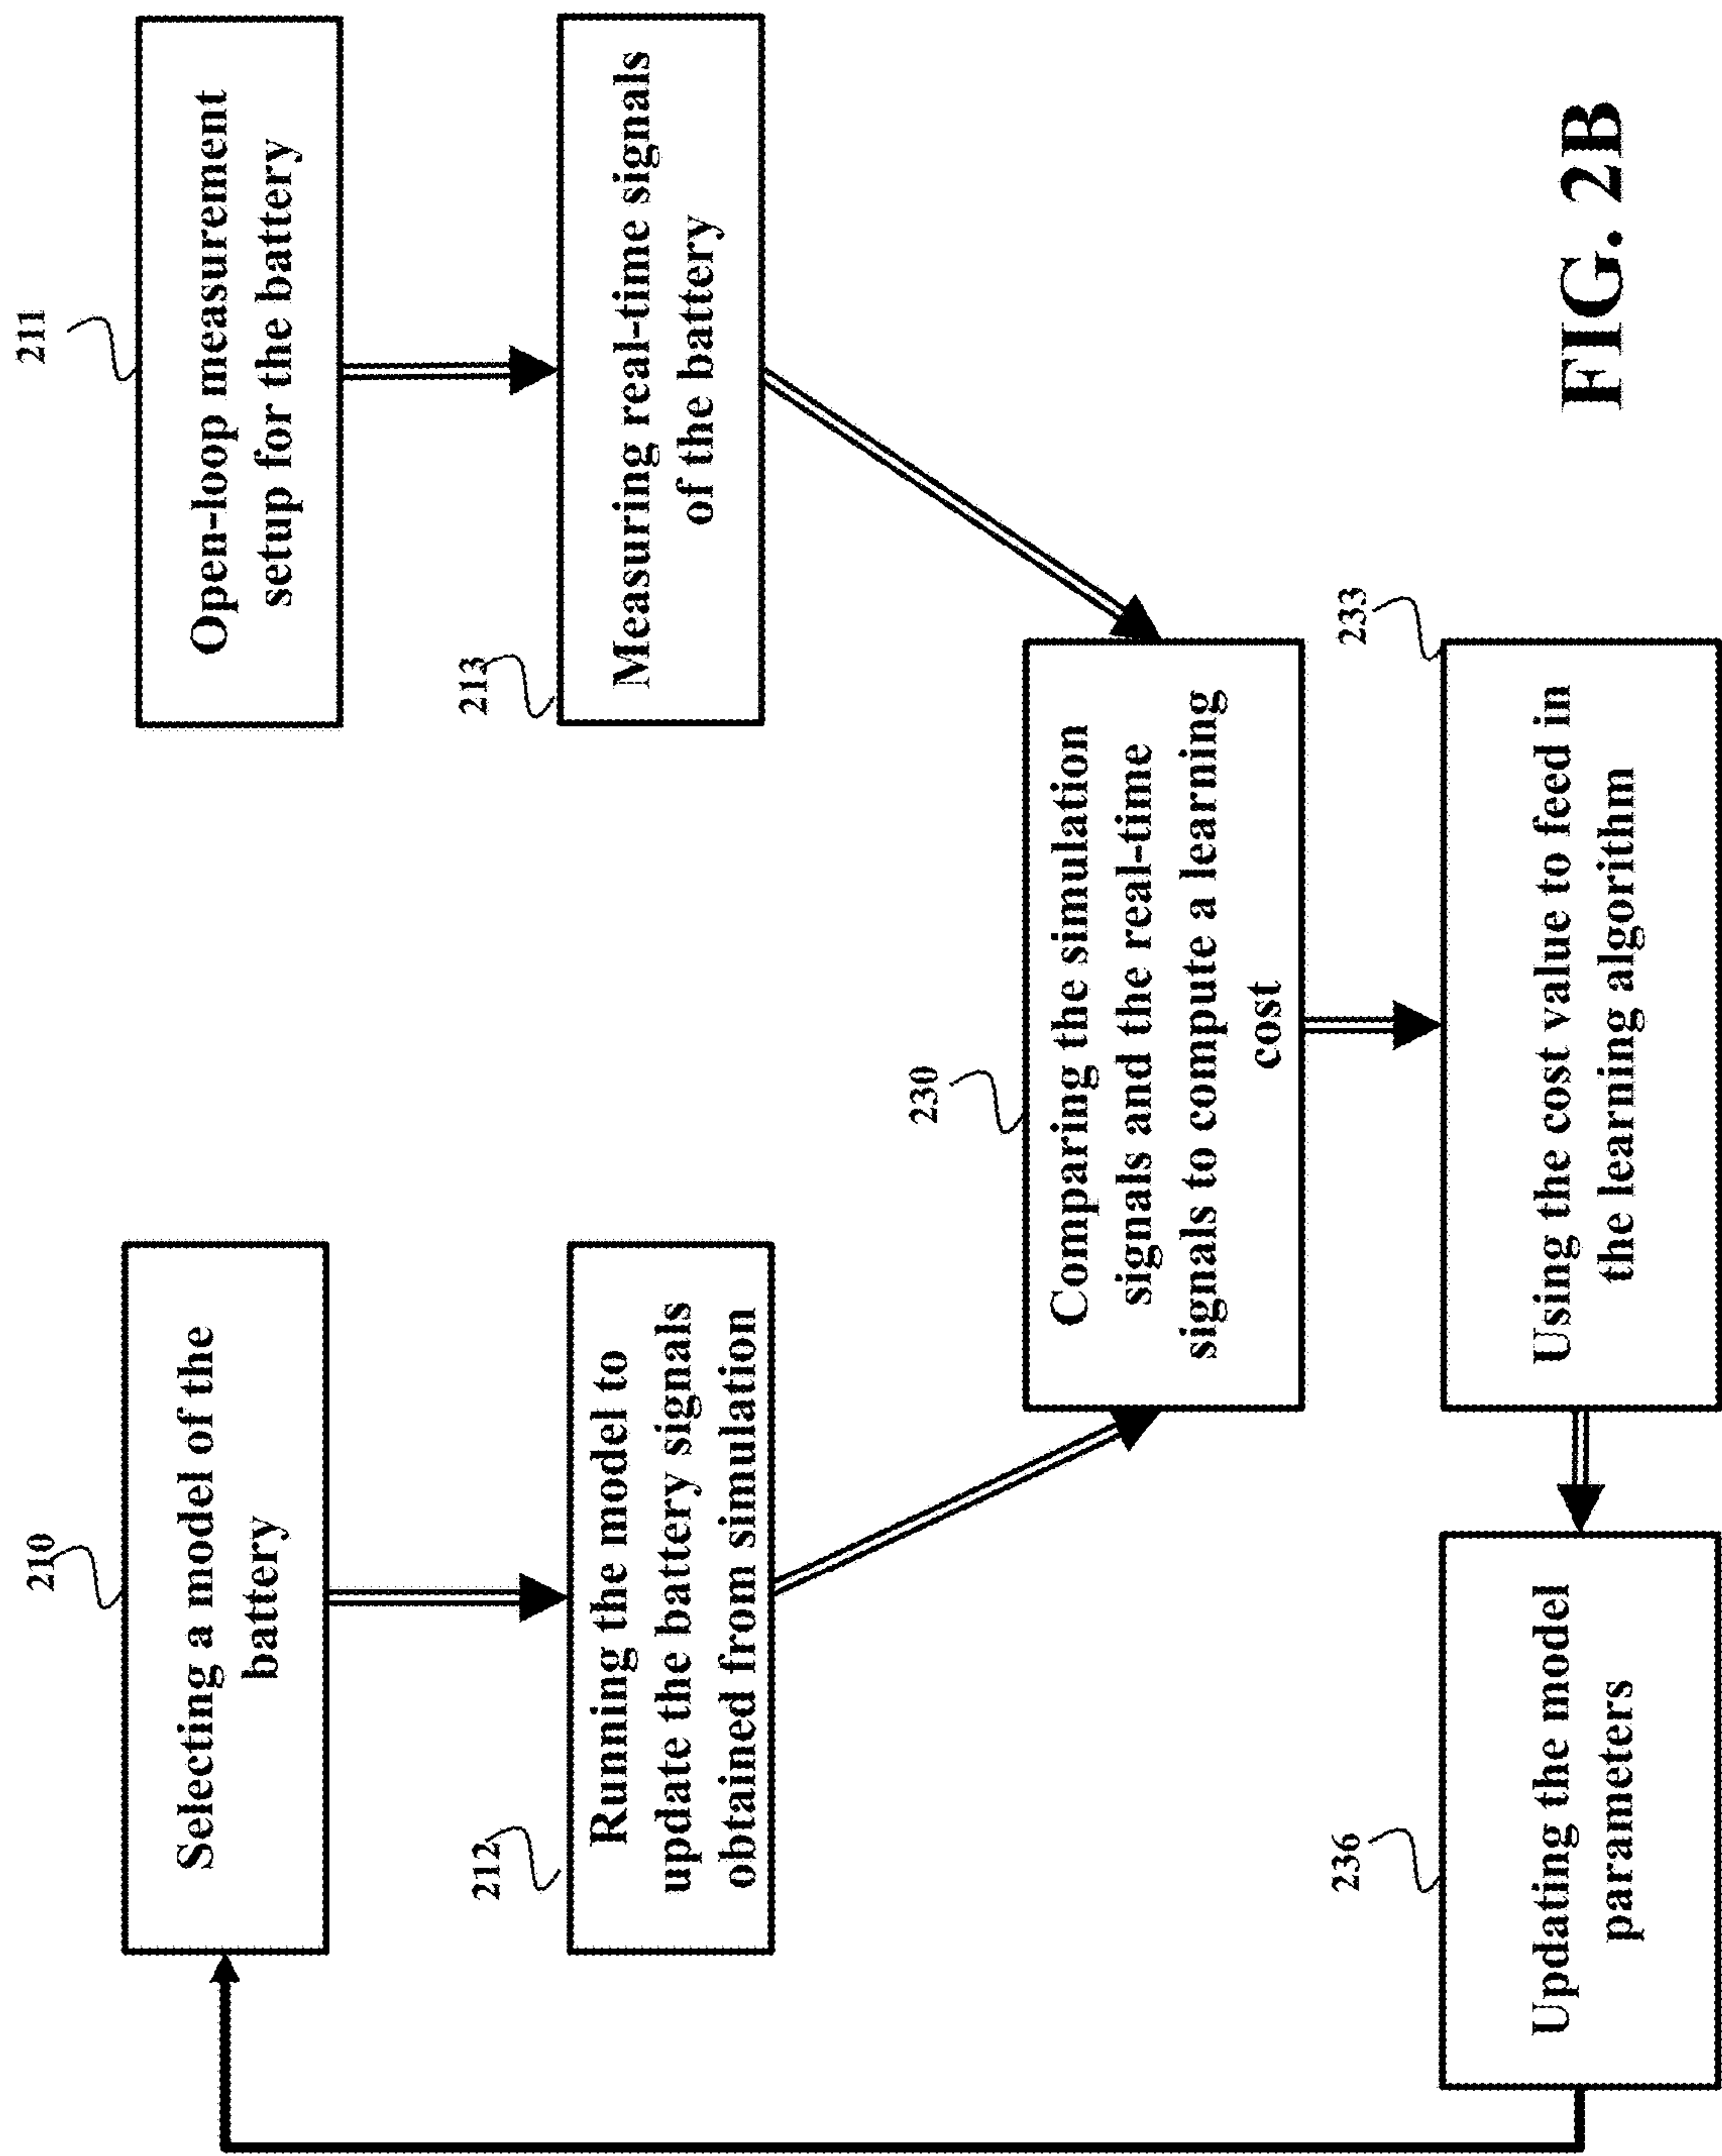 210
Selecting a model of the
battery
211
Open-loop measurement
setup for the battery
212
Running the model to
update the battery signals
obtained from simulation
213
Measuring real-time signals
of the battery
230
Comparing the simulation
signals and the real-time
signals to compute a learning
cost
236
Updating the model
parameters
233
Using the cost value to feed in
the learning algorithm
FIG. 2B